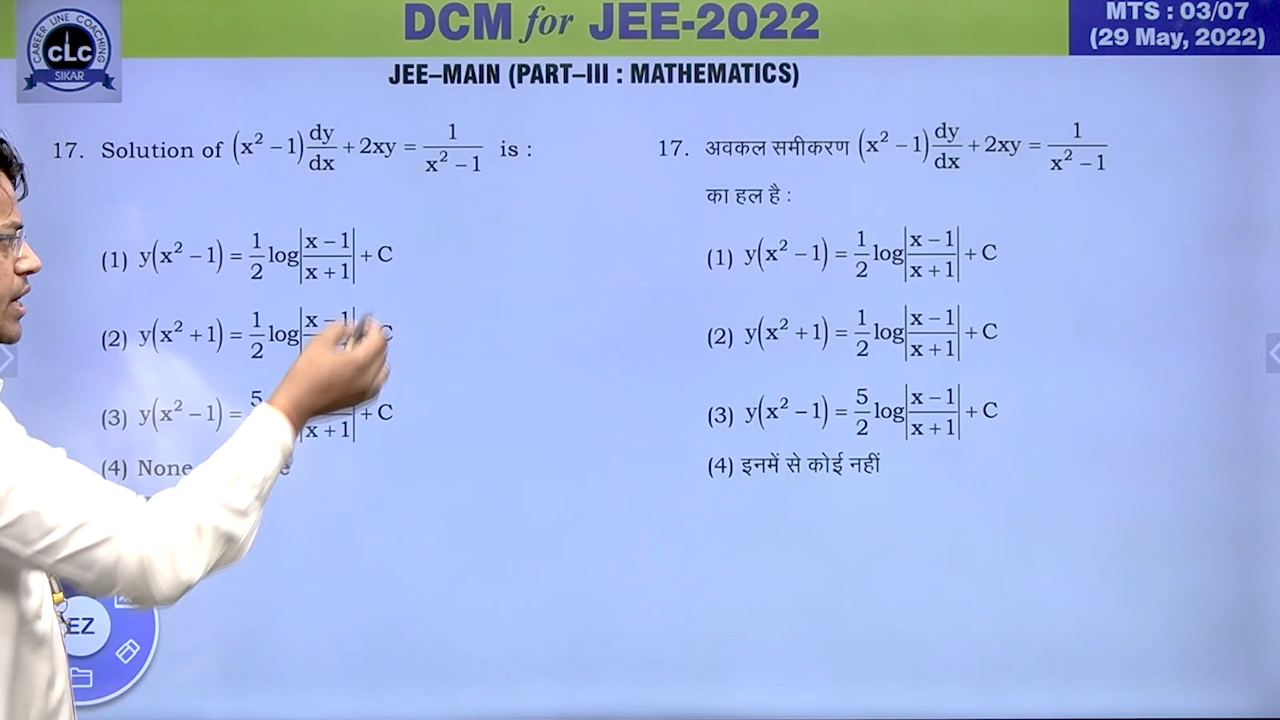 CAREER LINE COACHING
CLC
SIKAR
DCM for JEE-2022
MTS : 03/07
(29 May, 2022)
JEE–MAIN (PART–III : MATHEMATICS)
17. Solution of (x² − 1) dy/dx + 2xy = 1/(x² − 1) is :
(1) y(x² − 1) = 1/2 log|(x − 1)/(x + 1)| + C
(2) y(x² + 1) = 1/2 log|x − 1| C
(3) y(x² − 1) = 5 x + 1| + C
(4) None
17. अवकल समीकरण (x² − 1) dy/dx + 2xy = 1/(x² − 1)
का हल है :
(1) y(x² − 1) = 1/2 log|(x − 1)/(x + 1)| + C
(2) y(x² + 1) = 1/2 log|(x − 1)/(x + 1)| + C
(3) y(x² − 1) = 5/2 log|(x − 1)/(x + 1)| + C
(4) इनमें से कोई नहीं
EZ